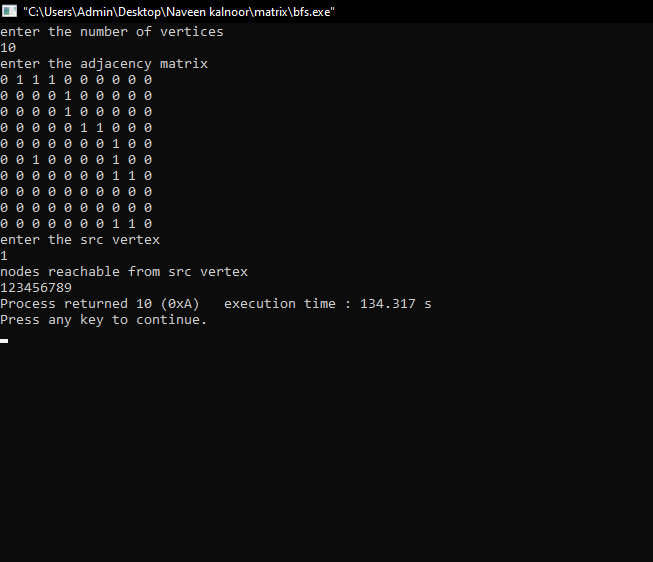 "C:\Users\Admin\Desktop\Naveen kalnoor\matrix\bfs.exe"
enter the number of vertices
10
enter the adjacency matrix
0 1 1 1 0 0 0 0 0 0
0 0 0 0 1 0 0 0 0 0
0 0 0 0 1 0 0 0 0 0
0 0 0 0 0 1 1 0 0 0
0 0 0 0 0 0 0 1 0 0
0 0 1 0 0 0 0 1 0 0
0 0 0 0 0 0 0 1 1 0
0 0 0 0 0 0 0 0 0 0
0 0 0 0 0 0 0 0 0 0
0 0 0 0 0 0 0 1 1 0
enter the src vertex
1
nodes reachable from src vertex
123456789
Process returned 10 (0xA)   execution time : 134.317 s
Press any key to continue.